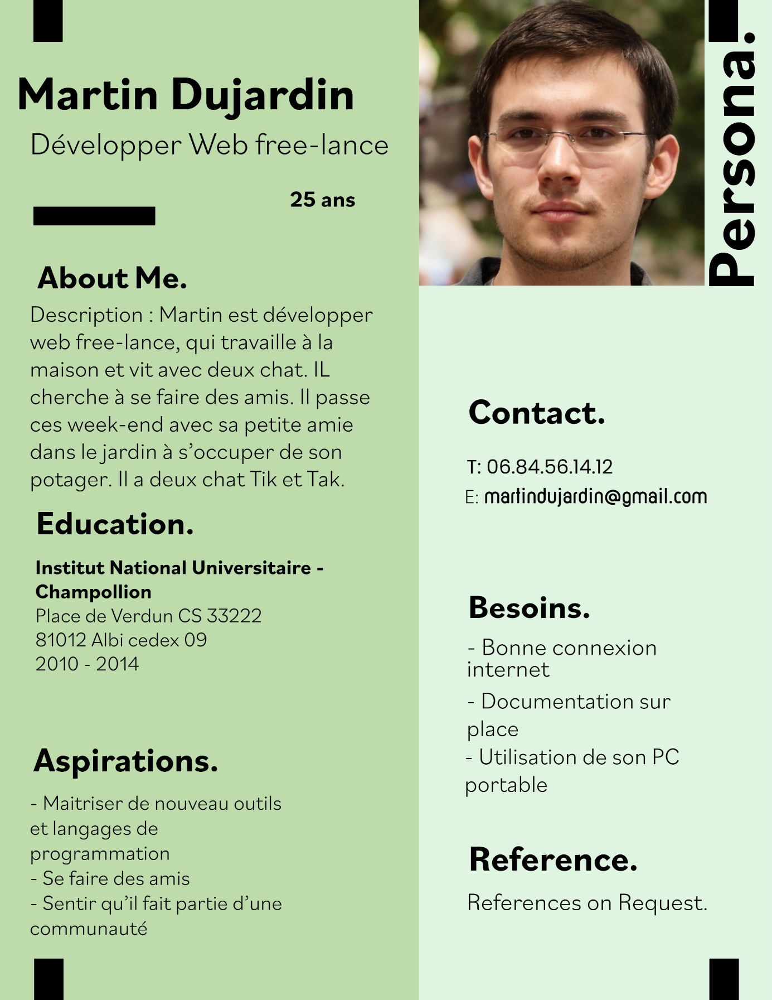 Martin Dujardin
Développer Web free-lance
25 ans
About Me.
Description : Martin est développer
web free-lance, qui travaille à la
maison et vit avec deux chat. IL
cherche à se faire des amis. Il passe
ces week-end avec sa petite amie
dans le jardin à s’occuper de son
potager. Il a deux chat Tik et Tak.
Education.
Institut National Universitaire -
Champollion
Place de Verdun CS 33222
81012 Albi cedex 09
2010 - 2014
Aspirations.
- Maitriser de nouveau outils
et langages de
programmation
- Se faire des amis
- Sentir qu’il fait partie d’une
communauté
Persona.
Contact.
T: 06.84.56.14.12
E: martindujardin@gmail.com
Besoins.
- Bonne connexion
internet
- Documentation sur
place
- Utilisation de son PC
portable
Reference.
References on Request.